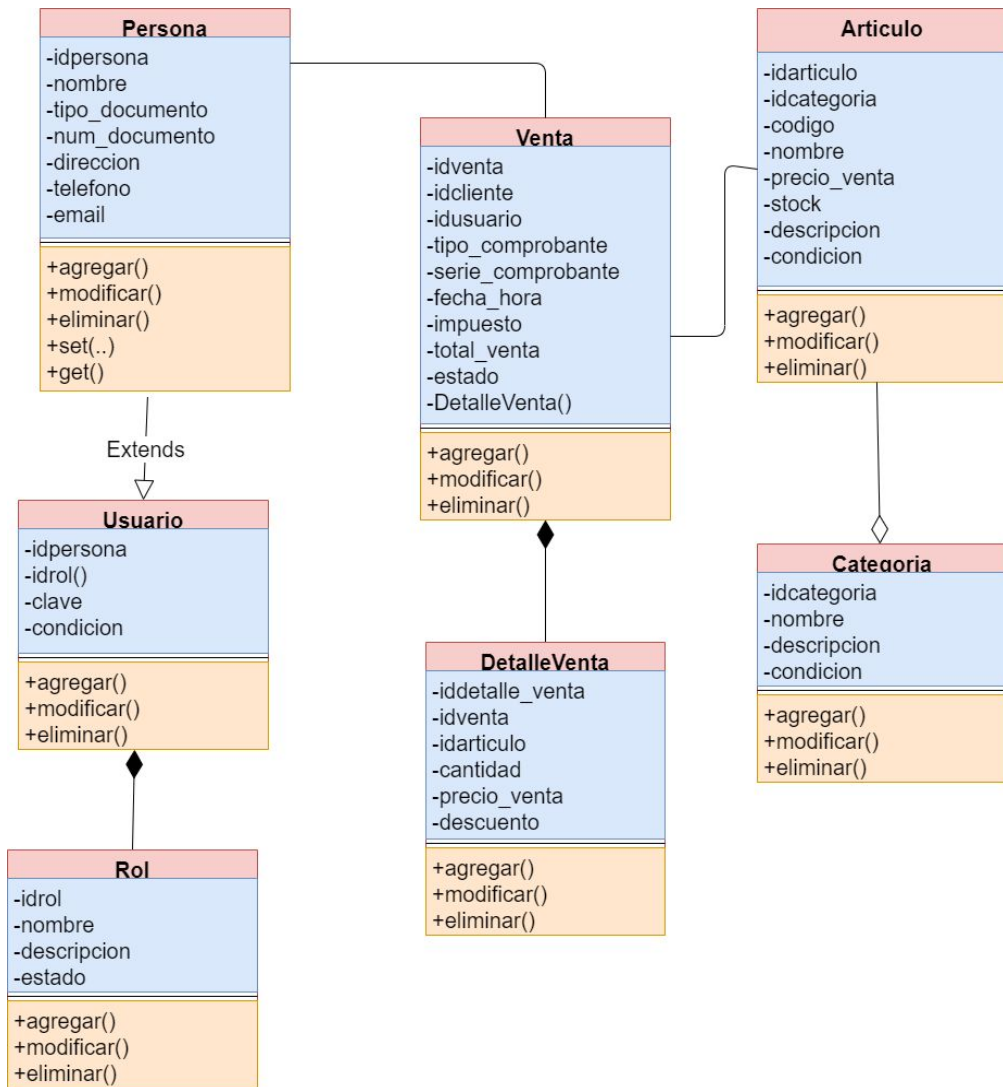 Persona
-idpersona
-nombre
-tipo_documento
-num_documento
-direccion
-telefono
-email
+agregar()
+modificar()
+eliminar()
+set(..)
+get()
Extends
Usuario
-idpersona
-idrol()
-clave
-condicion
+agregar()
+modificar()
+eliminar()
Rol
-idrol
-nombre
-descripcion
-estado
+agregar()
+modificar()
+eliminar()
Venta
-idventa
-idcliente
-idusuario
-tipo_comprobante
-serie_comprobante
-fecha_hora
-impuesto
-total_venta
-estado
-DetalleVenta()
+agregar()
+modificar()
+eliminar()
DetalleVenta
-iddetalle_venta
-idventa
-idarticulo
-cantidad
-precio_venta
-descuento
+agregar()
+modificar()
+eliminar()
Articulo
-idarticulo
-idcategoria
-codigo
-nombre
-precio_venta
-stock
-descripcion
-condicion
+agregar()
+modificar()
+eliminar()
Categoria
-idcategoria
-nombre
-descripcion
-condicion
+agregar()
+modificar()
+eliminar()